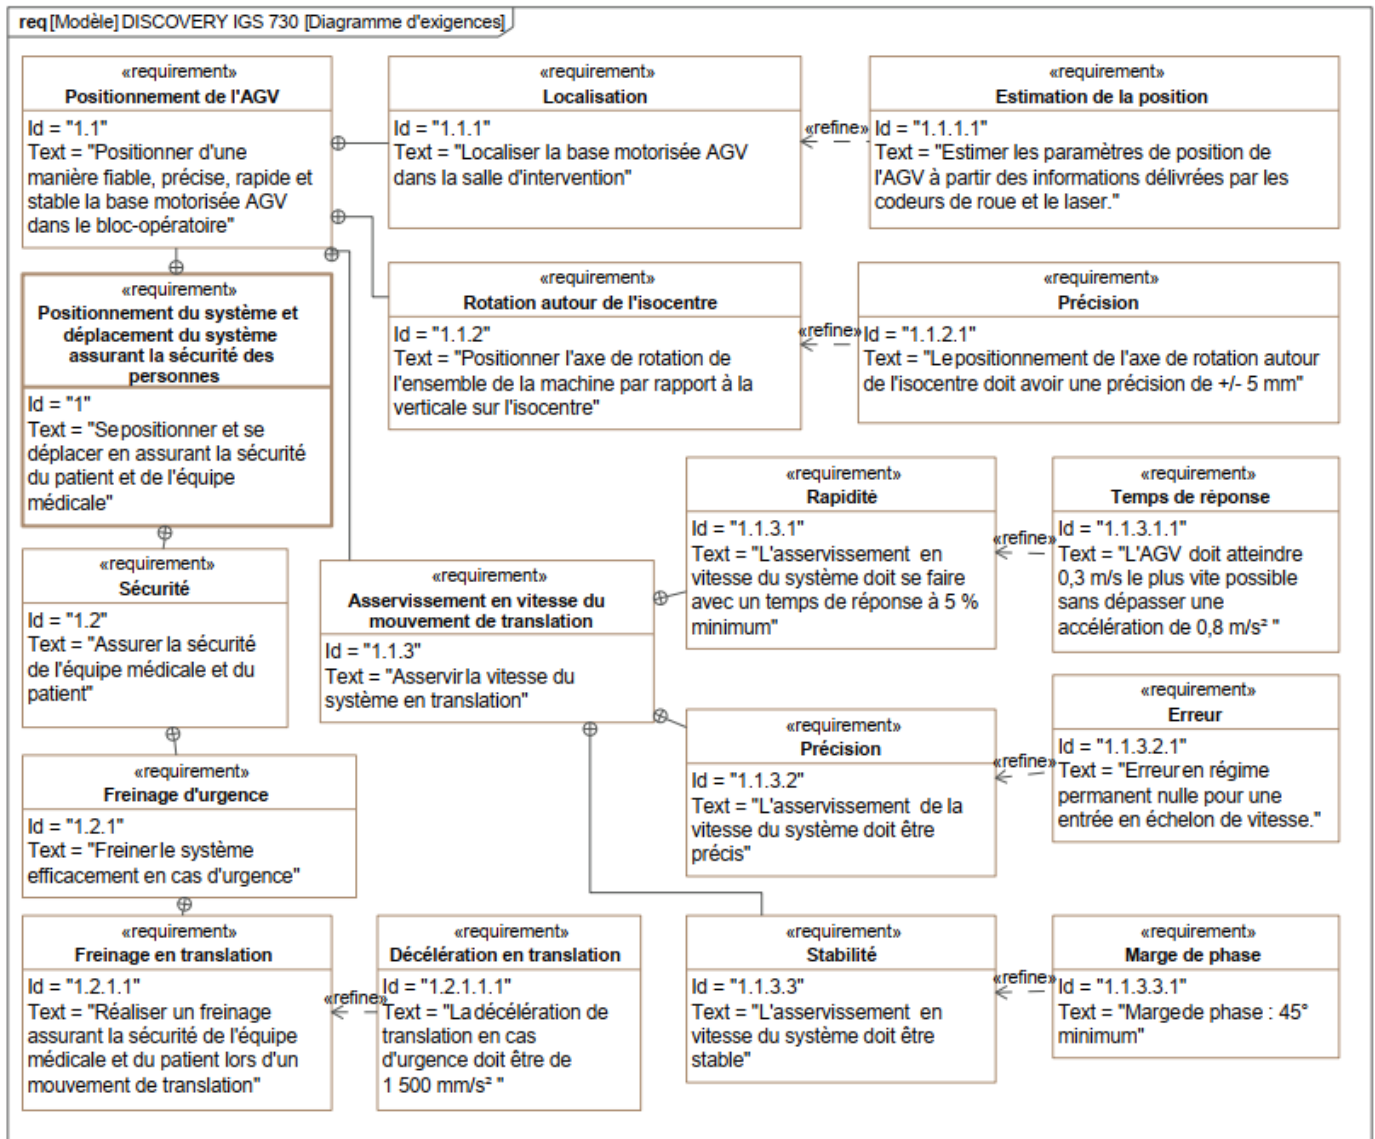 req [Modèle] DISCOVERY IGS 730 [Diagramme d'exigences]
«requirement»
Positionnement de l'AGV
Id = "1.1"
Text = "Positionner d'une
manière fiable, précise, rapide et
stable la base motorisée AGV
dans le bloc-opératoire"
«requirement»
Localisation
Id = "1.1.1"
Text = "Localiser la base motorisée AGV
dans la salle d'intervention"
«refine»
«requirement»
Estimation de la position
Id = "1.1.1.1"
Text = "Estimer les paramètres de position de
l'AGV à partir des informations délivrées par les
codeurs de roue et le laser."
«requirement»
Positionnement du système et
déplacement du système
assurant la sécurité des
personnes
Id = "1"
Text = "Se positionner et se
déplacer en assurant la sécurité
du patient et de l'équipe
médicale"
«requirement»
Rotation autour de l'isocentre
Id = "1.1.2"
Text = "Positionner l'axe de rotation de
l'ensemble de la machine par rapport à la
verticale sur l'isocentre"
«refine»
«requirement»
Précision
Id = "1.1.2.1"
Text = "Le positionnement de l'axe de rotation autour
de l'isocentre doit avoir une précision de +/- 5 mm"
«requirement»
Rapidité
Id = "1.1.3.1"
Text = "L'asservissement en
vitesse du système doit se faire
avec un temps de réponse à 5 %
minimum"
«refine»
«requirement»
Temps de réponse
Id = "1.1.3.1.1"
Text = "L'AGV doit atteindre
0,3 m/s le plus vite possible
sans dépasser une
accélération de 0,8 m/s² "
«requirement»
Sécurité
Id = "1.2"
Text = "Assurer la sécurité
de l'équipe médicale et du
patient"
«requirement»
Asservissement en vitesse du
mouvement de translation
Id = "1.1.3"
Text = "Asservir la vitesse du
système en translation"
«requirement»
Précision
Id = "1.1.3.2"
Text = "L'asservissement de la
vitesse du système doit être
précis"
«refine»
«requirement»
Erreur
Id = "1.1.3.2.1"
Text = "Erreur en régime
permanent nulle pour une
entrée en échelon de vitesse."
«requirement»
Freinage d'urgence
Id = "1.2.1"
Text = "Freiner le système
efficacement en cas d'urgence"
«requirement»
Freinage en translation
Id = "1.2.1.1"
Text = "Réaliser un freinage
assurant la sécurité de l'équipe
médicale et du patient lors d'un
mouvement de translation"
«refine»
«requirement»
Décélération en translation
Id = "1.2.1.1.1"
Text = "La décélération de
translation en cas
d'urgence doit être de
1 500 mm/s² "
«requirement»
Stabilité
Id = "1.1.3.3"
Text = "L'asservissement en
vitesse du système doit être
stable"
«refine»
«requirement»
Marge de phase
Id = "1.1.3.3.1"
Text = "Marge de phase : 45°
minimum"